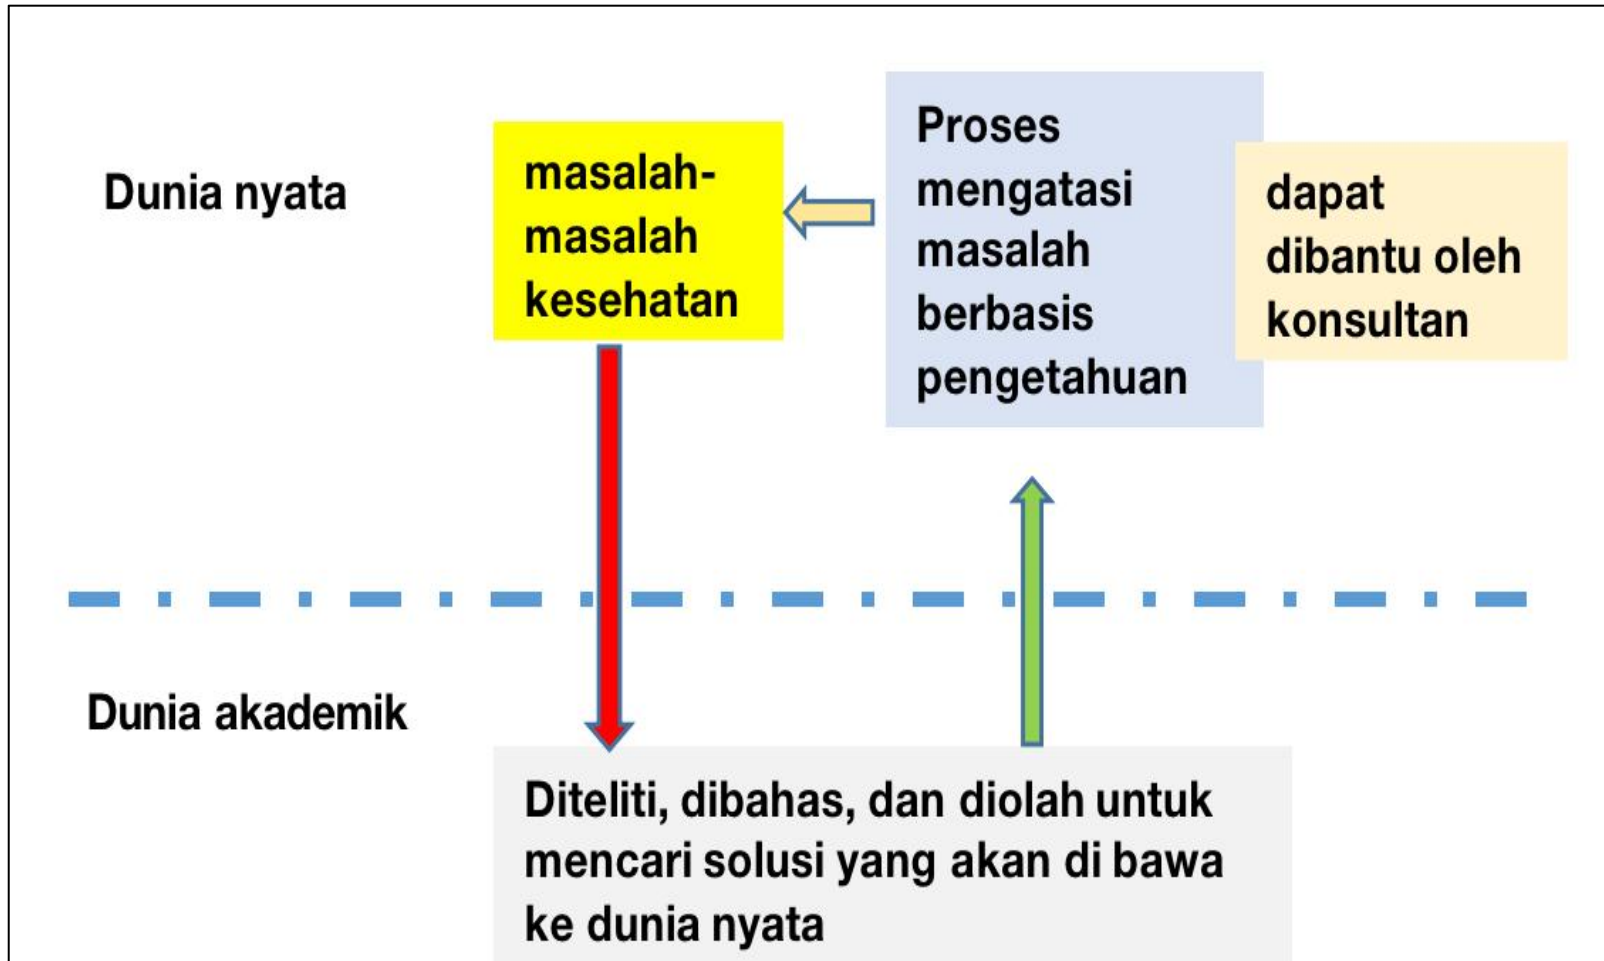 Dunia nyata
masalah-
masalah
kesehatan
Proses
mengatasi
masalah
berbasis
pengetahuan
dapat
dibantu oleh
konsultan
Dunia akademik
Diteliti, dibahas, dan diolah untuk
mencari solusi yang akan di bawa
ke dunia nyata